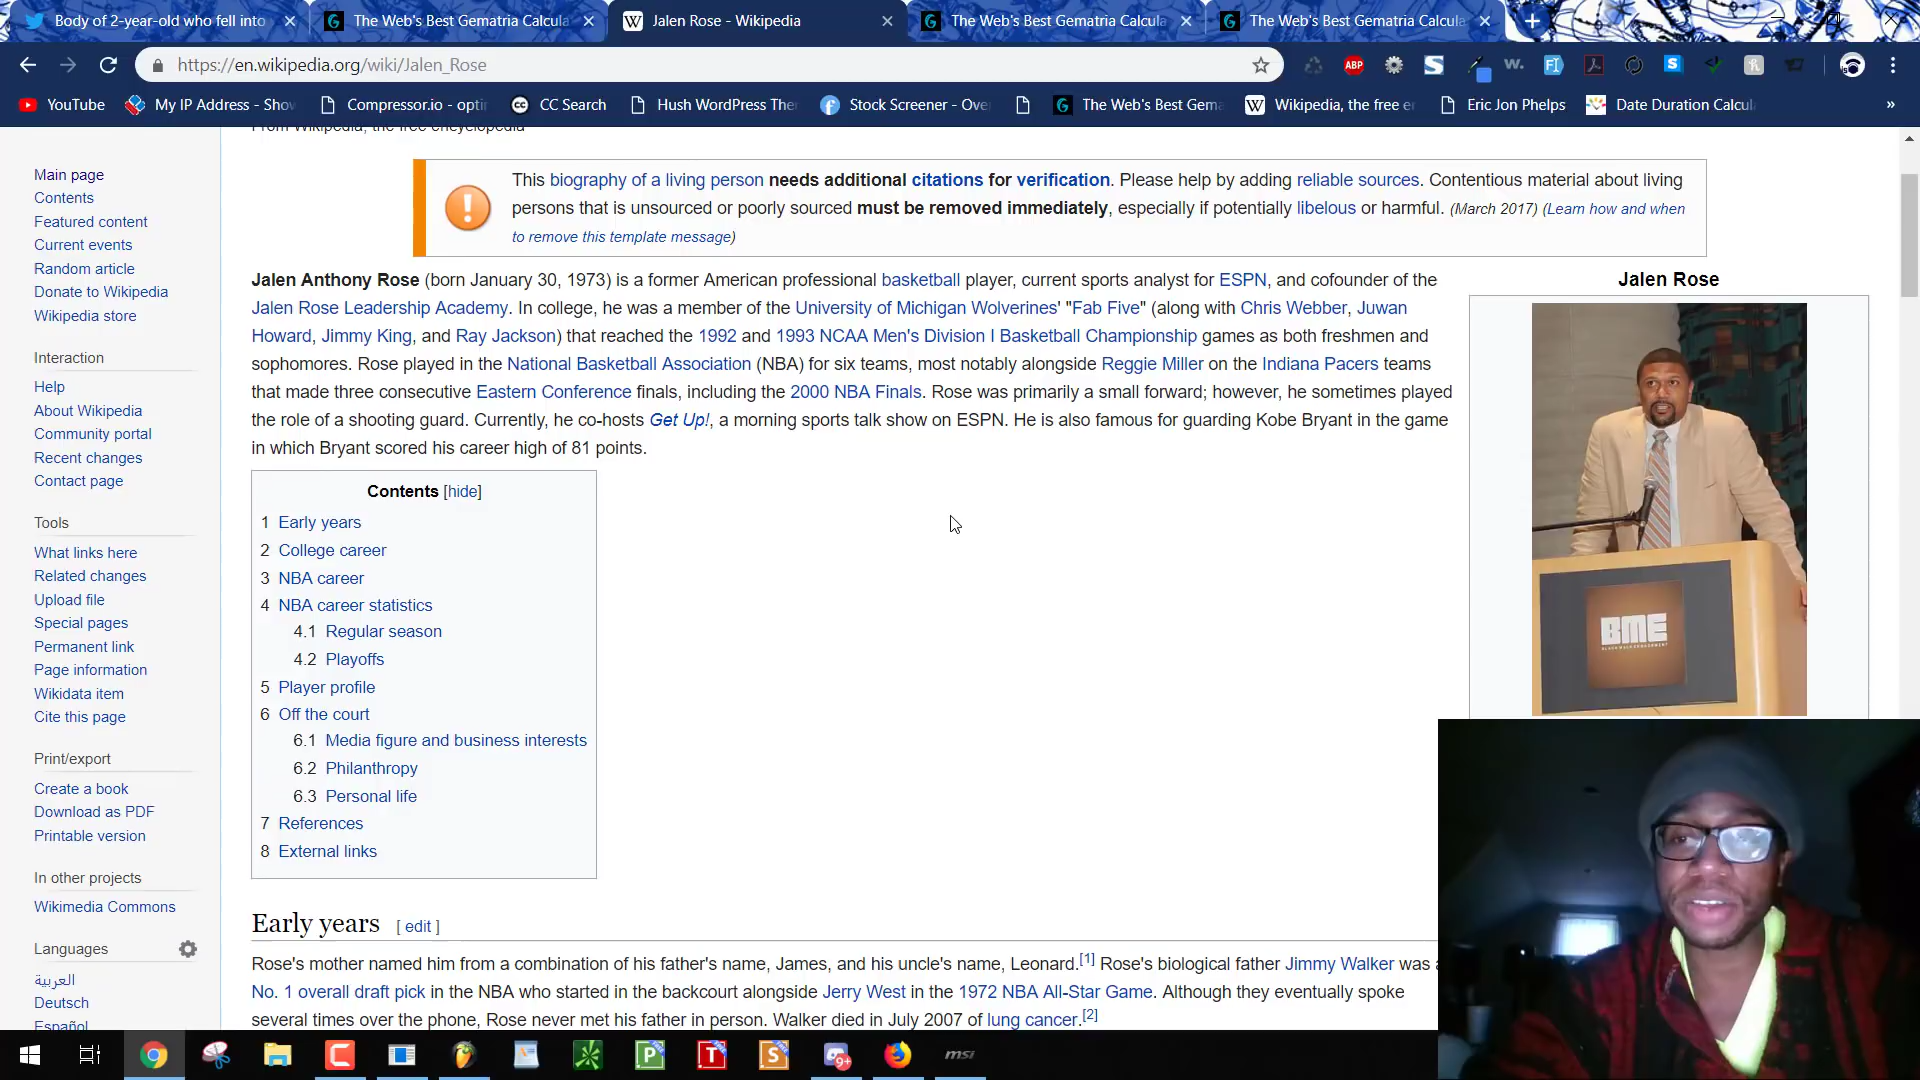 Body of 2-year-old who fell into
The Web's Best Gematria Calcula
Jalen Rose - Wikipedia
The Web's Best Gematria Calcula
The Web's Best Gematria Calcula
https://en.wikipedia.org/wiki/Jalen_Rose
ABP
YouTube
My IP Address - Shov
Compressor.io - opti
CC Search
Hush WordPress The
Stock Screener - Ove
The Web's Best Gema
Wikipedia, the free e
Eric Jon Phelps
Date Duration Calcul
»
From Wikipedia, the free encyclopedia
Main page
Contents
Featured content
Current events
Random article
Donate to Wikipedia
Wikipedia store
Interaction
Help
About Wikipedia
Community portal
Recent changes
Contact page
Tools
What links here
Related changes
Upload file
Special pages
Permanent link
Page information
Wikidata item
Cite this page
Print/export
Create a book
Download as PDF
Printable version
In other projects
Wikimedia Commons
Languages
العربية
Deutsch
Español
This biography of a living person needs additional citations for verification. Please help by adding reliable sources. Contentious material about living
persons that is unsourced or poorly sourced must be removed immediately, especially if potentially libelous or harmful. (March 2017) (Learn how and when
to remove this template message)
Jalen Anthony Rose (born January 30, 1973) is a former American professional basketball player, current sports analyst for ESPN, and cofounder of the
Jalen Rose Leadership Academy. In college, he was a member of the University of Michigan Wolverines' "Fab Five" (along with Chris Webber, Juwan
Howard, Jimmy King, and Ray Jackson) that reached the 1992 and 1993 NCAA Men's Division I Basketball Championship games as both freshmen and
sophomores. Rose played in the National Basketball Association (NBA) for six teams, most notably alongside Reggie Miller on the Indiana Pacers teams
that made three consecutive Eastern Conference finals, including the 2000 NBA Finals. Rose was primarily a small forward; however, he sometimes played
the role of a shooting guard. Currently, he co-hosts Get Up!, a morning sports talk show on ESPN. He is also famous for guarding Kobe Bryant in the game
in which Bryant scored his career high of 81 points.
Jalen Rose
BME
Contents [hide]
1 Early years
2 College career
3 NBA career
4 NBA career statistics
4.1 Regular season
4.2 Playoffs
5 Player profile
6 Off the court
6.1 Media figure and business interests
6.2 Philanthropy
6.3 Personal life
7 References
8 External links
Early years [ edit ]
Rose's mother named him from a combination of his father's name, James, and his uncle's name, Leonard.[1] Rose's biological father Jimmy Walker was a
No. 1 overall draft pick in the NBA who started in the backcourt alongside Jerry West in the 1972 NBA All-Star Game. Although they eventually spoke
several times over the phone, Rose never met his father in person. Walker died in July 2007 of lung cancer.[2]
9+
msi